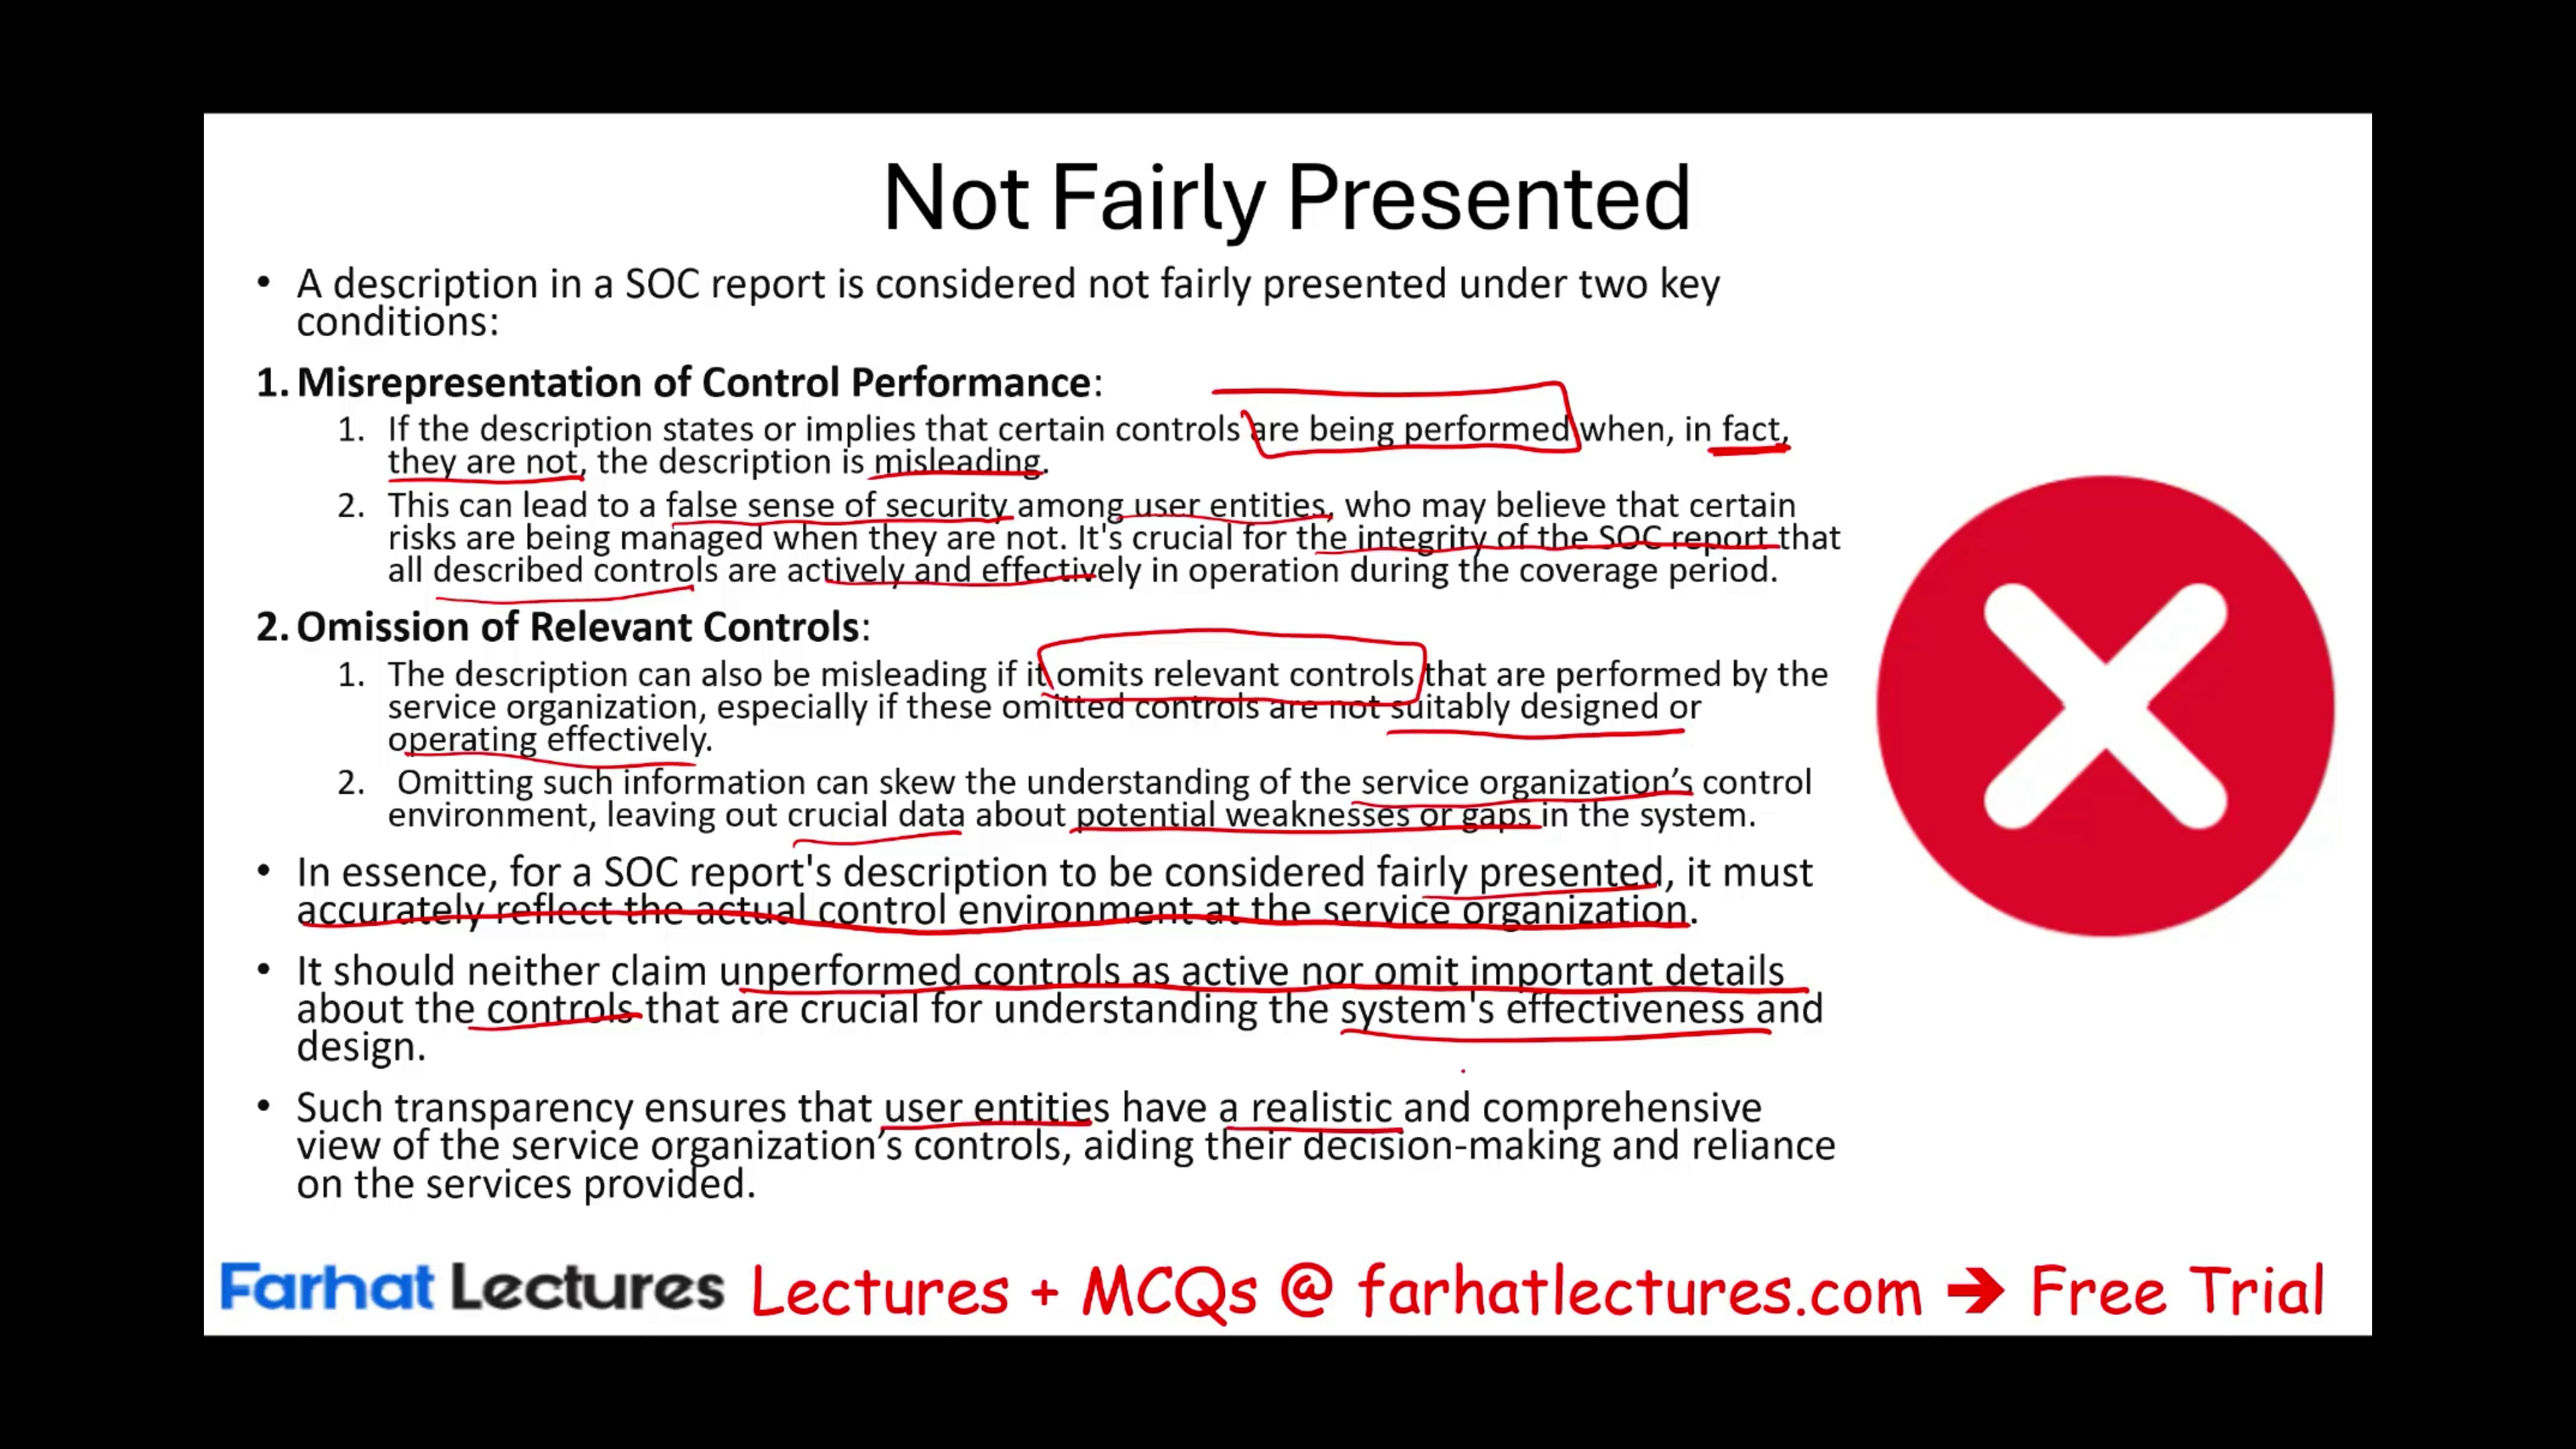 Not Fairly Presented
• A description in a SOC report is considered not fairly presented under two key
conditions:
1. Misrepresentation of Control Performance:
1. If the description states or implies that certain controls are being performed when, in fact,
they are not, the description is misleading.
2. This can lead to a false sense of security among user entities, who may believe that certain
risks are being managed when they are not. It's crucial for the integrity of the SOC report that
all described controls are actively and effectively in operation during the coverage period.
2. Omission of Relevant Controls:
1. The description can also be misleading if it omits relevant controls that are performed by the
service organization, especially if these omitted controls are not suitably designed or
operating effectively.
2. Omitting such information can skew the understanding of the service organization’s control
environment, leaving out crucial data about potential weaknesses or gaps in the system.
• In essence, for a SOC report's description to be considered fairly presented, it must
accurately reflect the actual control environment at the service organization.
• It should neither claim unperformed controls as active nor omit important details
about the controls that are crucial for understanding the system's effectiveness and
design.
• Such transparency ensures that user entities have a realistic and comprehensive
view of the service organization’s controls, aiding their decision-making and reliance
on the services provided.
Farhat Lectures Lectures + MCQs @ farhatlectures.com ➔ Free Trial